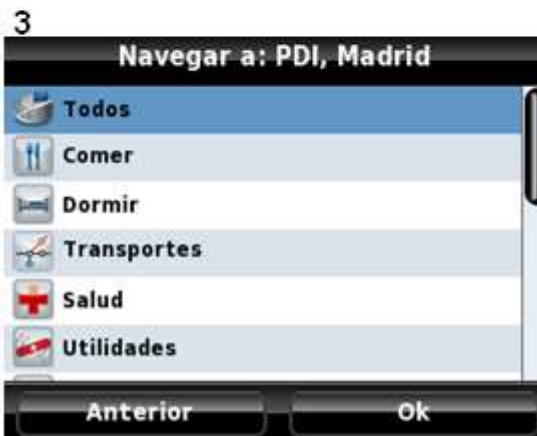 3
Navegar a: PDI, Madrid
Todos
Comer
Dormir
Transportes
Salud
Utilidades
Anterior
Ok